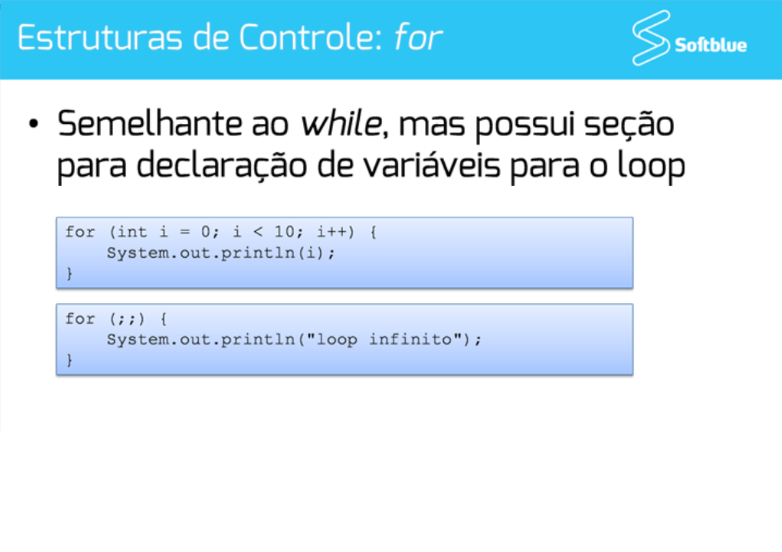 Estruturas de Controle: for
Softblue
• Semelhante ao while, mas possui seção
para declaração de variáveis para o loop
for (int i = 0; i < 10; i++) {
    System.out.println(i);
}
for (;;) {
    System.out.println("loop infinito");
}